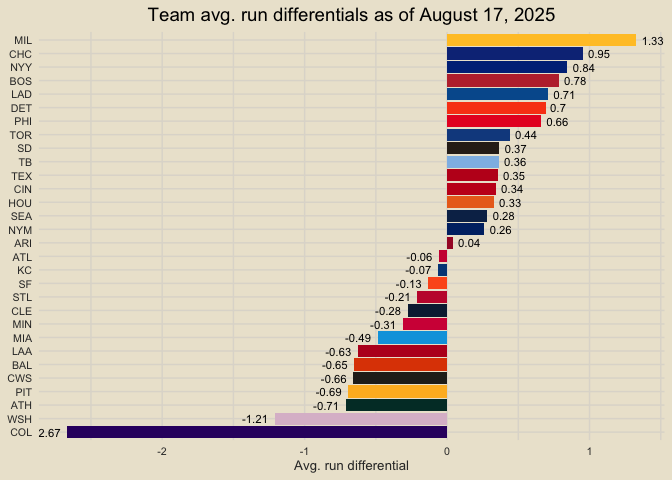 Team avg. run differentials as of August 17, 2025
MIL 1.33
CHC 0.95
NYY 0.84
BOS 0.78
LAD 0.71
DET 0.7
PHI 0.66
TOR 0.44
SD 0.37
TB 0.36
TEX 0.35
CIN 0.34
HOU 0.33
SEA 0.28
NYM 0.26
ARI 0.04
ATL -0.06
KC -0.07
SF -0.13
STL -0.21
CLE -0.28
MIN -0.31
MIA -0.49
LAA -0.63
BAL -0.65
CWS -0.66
PIT -0.69
ATH -0.71
WSH -1.21
COL 2.67
-2 -1 0 1
Avg. run differential